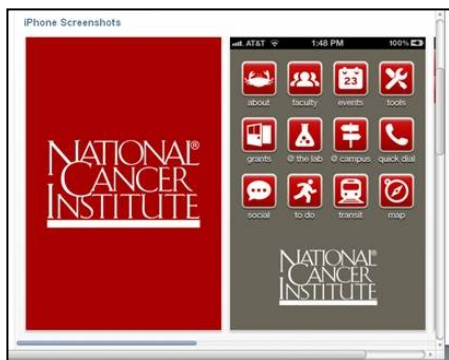 iPhone Screenshots
NATIONAL®
CANCER
INSTITUTE
AT&T 1:48 PM 100%
about faculty events tools
23
grants @ the lab @ campus quick dial
social to do transit map
NATIONAL®
CANCER
INSTITUTE